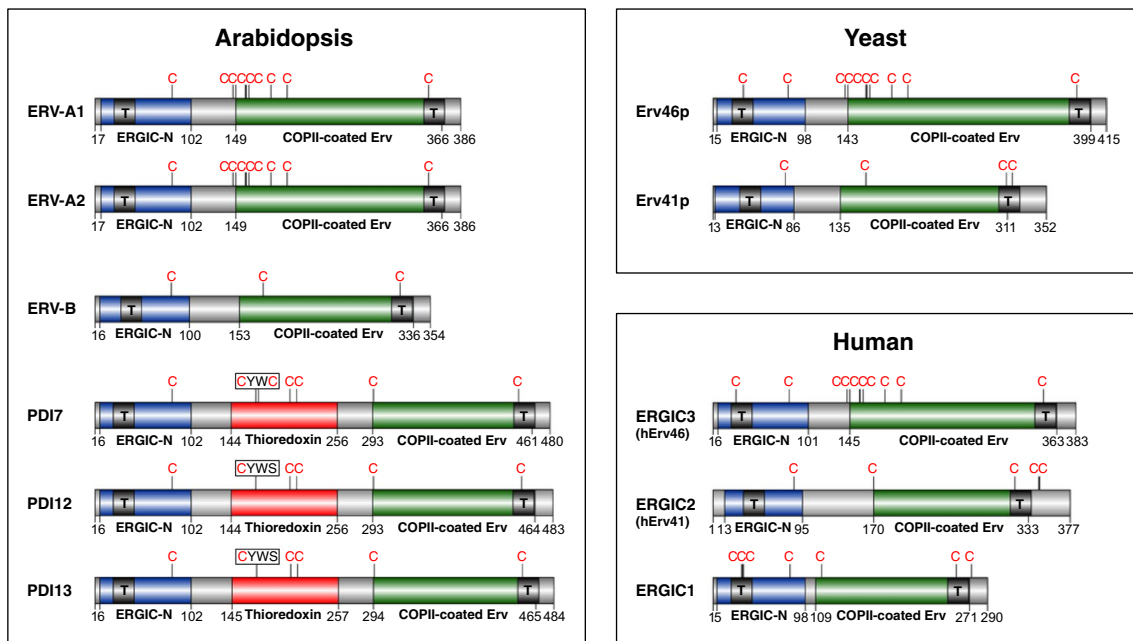 Arabidopsis
C CCCCC C C C
ERV-A1
T T
17 ERGIC-N 102 149 COPII-coated Erv 366 386
C CCCCC C C C
ERV-A2
T T
17 ERGIC-N 102 149 COPII-coated Erv 366 386
C C C
ERV-B
T T
16 ERGIC-N 100 153 COPII-coated Erv 336 354
C CYWC CC C C
PDI7
T T
16 ERGIC-N 102 144 Thioredoxin 256 293 COPII-coated Erv 461 480
C CYWS CC C C
PDI12
T T
16 ERGIC-N 102 144 Thioredoxin 256 293 COPII-coated Erv 464 483
C CYWS CC C C
PDI13
T T
16 ERGIC-N 102 145 Thioredoxin 257 294 COPII-coated Erv 465 484
Yeast
C C CCCCC C C C
Erv46p
T T
15 ERGIC-N 98 143 COPII-coated Erv 399 415
C C CC
Erv41p
T T
13 ERGIC-N 86 135 COPII-coated Erv 311 352
Human
C C CCCCC C C C
ERGIC3
(hErv46)
T T
16 ERGIC-N 101 145 COPII-coated Erv 363 383
C C C CC
ERGIC2
(hErv41)
T T
1 13 ERGIC-N 95 170 COPII-coated Erv 333 377
CCC C C C C
ERGIC1
T T
15 ERGIC-N 98 109 COPII-coated Erv 271 290